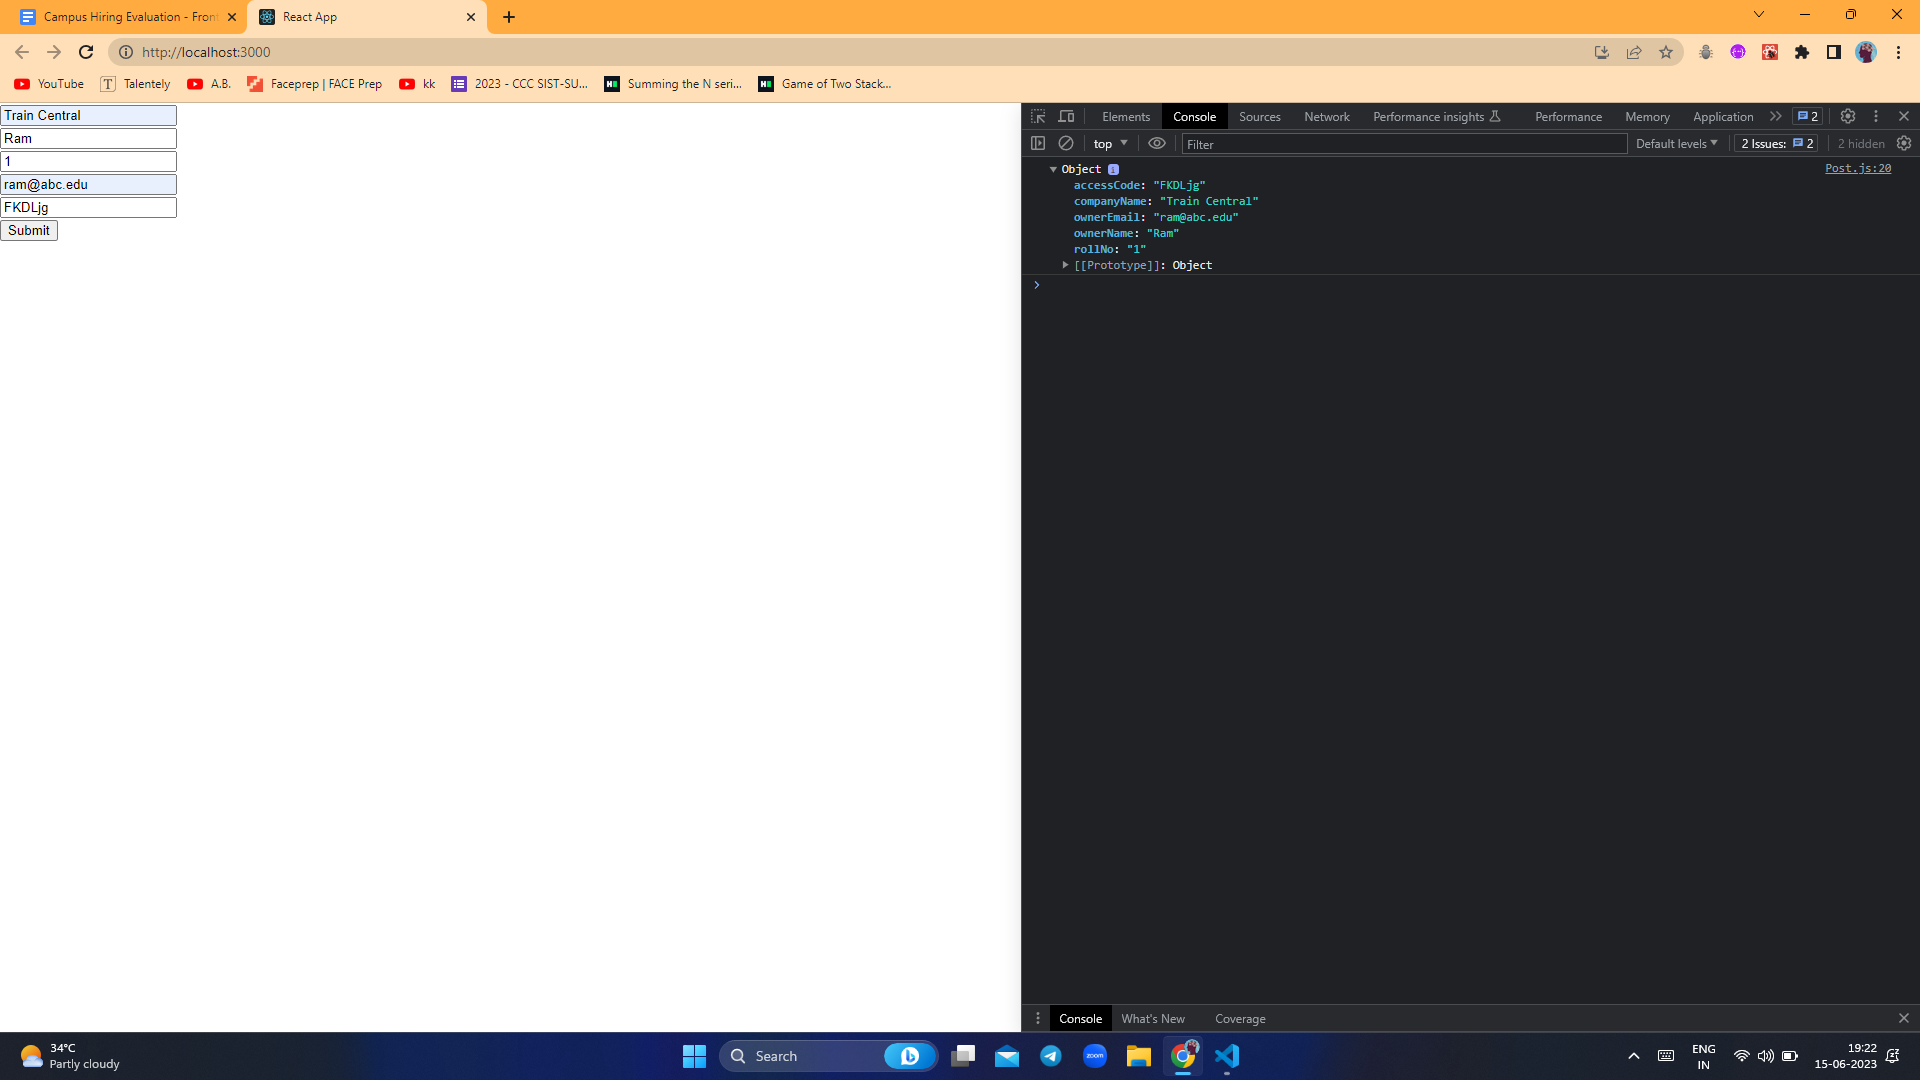 Campus Hiring Evaluation - Front
React App
http://localhost:3000
YouTube
Talentely
A.B.
Faceprep | FACE Prep
kk
2023 - CCC SIST-SU...
Summing the N seri...
Game of Two Stack...
Train Central
Ram
1
ram@abc.edu
FKDLjg
Submit
Elements Console Sources Network Performance insights Performance Memory Application 2
top Filter Default levels 2 Issues: 2 2 hidden
Object i Post.js:20
accessCode: "FKDLjg"
companyName: "Train Central"
ownerEmail: "ram@abc.edu"
ownerName: "Ram"
rollNo: "1"
[[Prototype]]: Object
Console What's New Coverage
34°C
Partly cloudy
Search
zoom
ENG
IN
19:22
15-06-2023